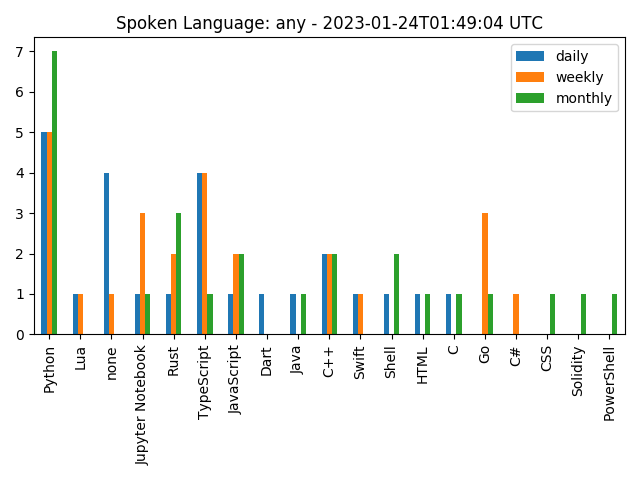 Spoken Language: any - 2023-01-24T01:49:04 UTC
daily
weekly
monthly
7
6
5
4
3
2
1
0
Python
Lua
none
Jupyter Notebook
Rust
TypeScript
JavaScript
Dart
Java
C++
Swift
Shell
HTML
C
Go
C#
CSS
Solidity
PowerShell